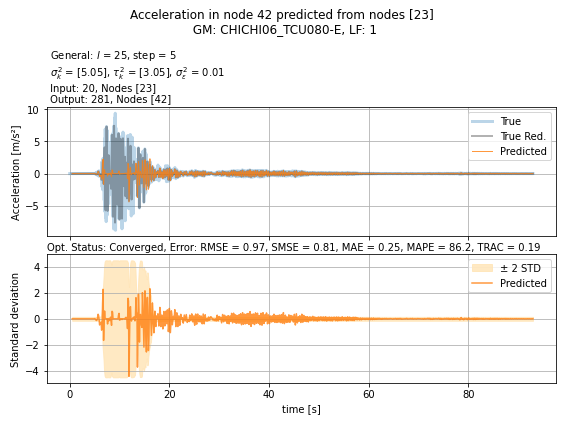 Acceleration in node 42 predicted from nodes [23]
GM: CHICHI06_TCU080-E, LF: 1
General: l = 25, step = 5
σ²ₖ = [5.05], τ²ₖ = [3.05], σ²ε = 0.01
Input: 20, Nodes [23]
Output: 281, Nodes [42]
Acceleration [m/s²]
10
5
0
−5
True
True Red.
Predicted
Opt. Status: Converged, Error: RMSE = 0.97, SMSE = 0.81, MAE = 0.25, MAPE = 86.2, TRAC = 0.19
Standard deviation
4
2
0
−2
−4
± 2 STD
Predicted
0 20 40 60 80
time [s]